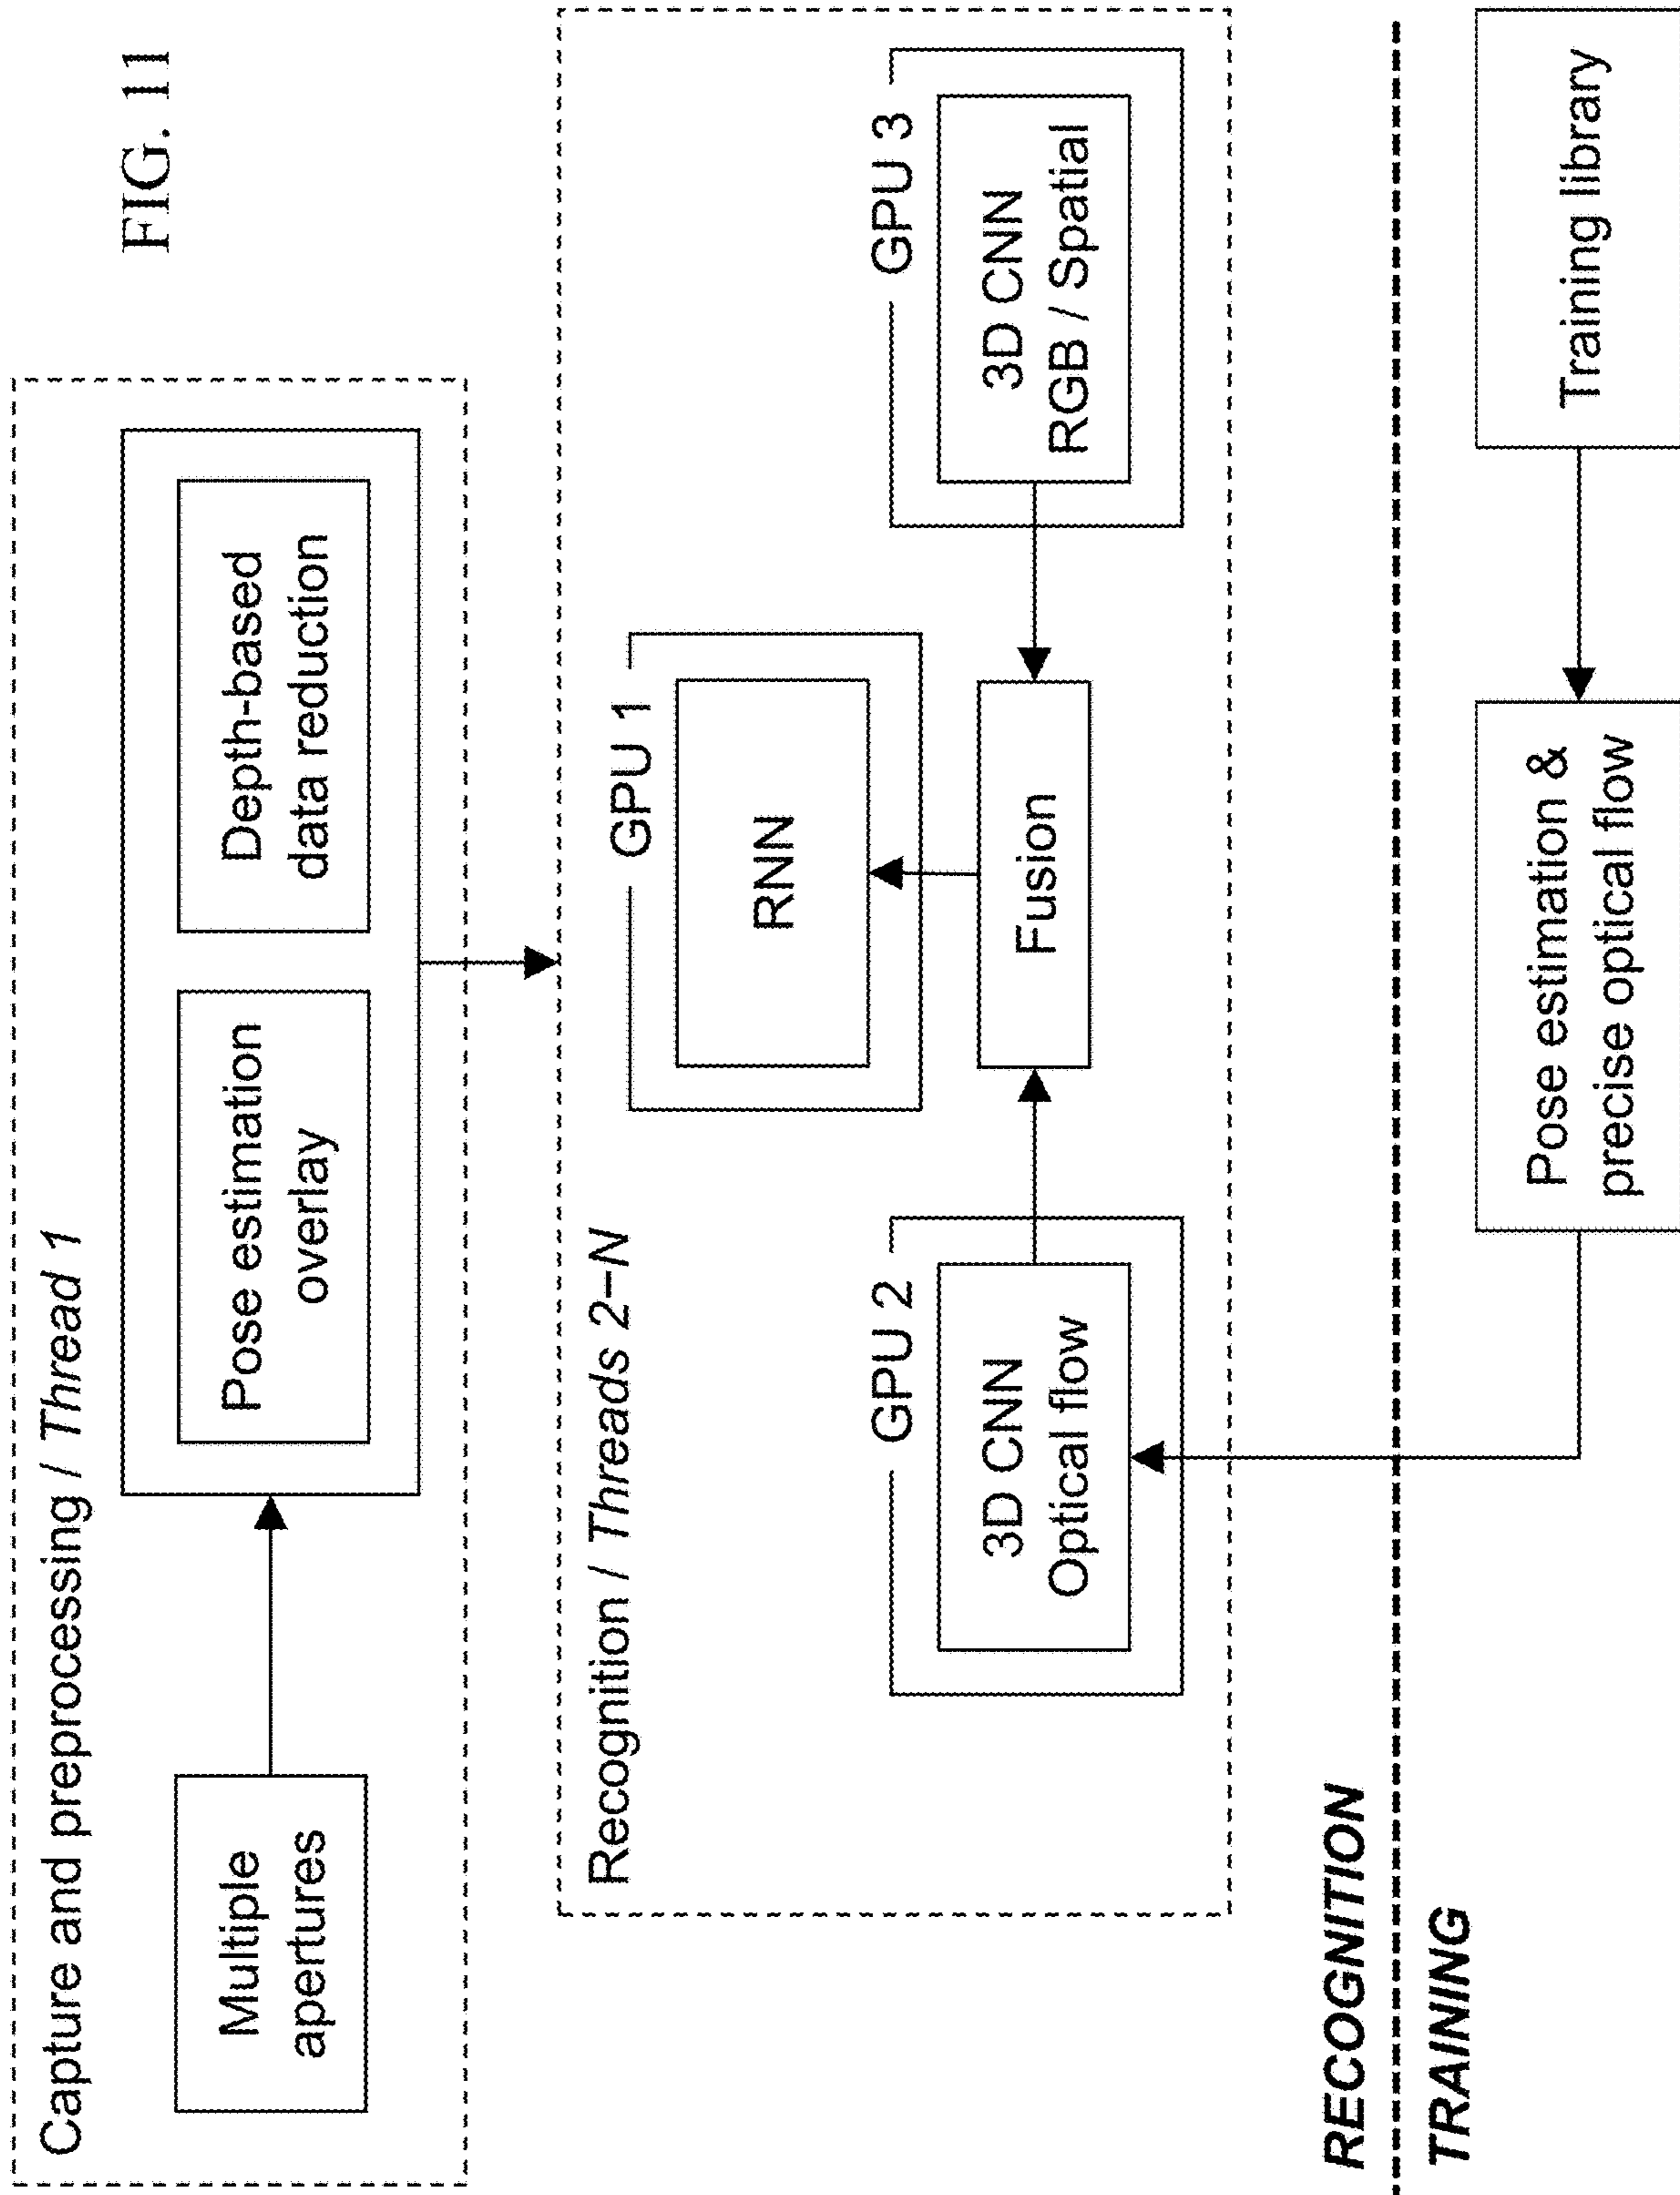 FIG. 11
Capture and preprocessing / Thread 1
Multiple
apertures
Pose estimation
overlay
Depth-based
data reduction
Recognition / Threads 2–N
GPU 1
RNN
GPU 2
3D CNN
Optical flow
Fusion
GPU 3
3D CNN
RGB / Spatial
RECOGNITION
TRAINING
Pose estimation &
precise optical flow
Training library